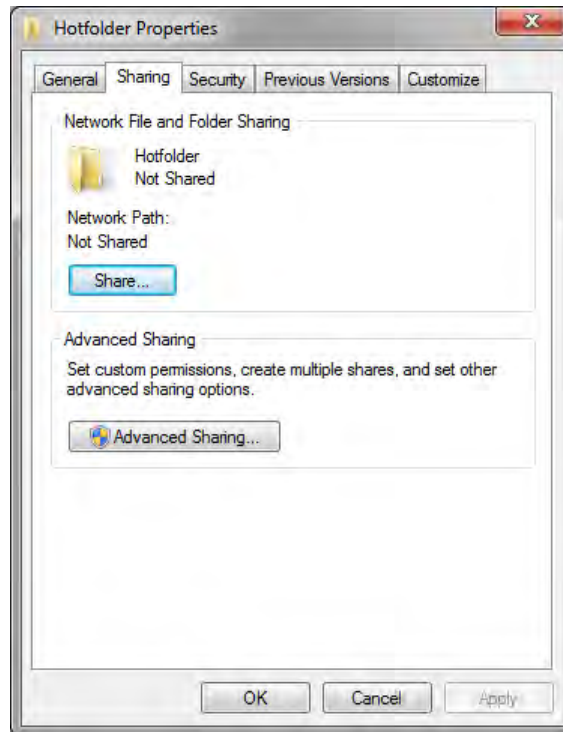 Hotfolder Properties
General Sharing Security Previous Versions Customize
Network File and Folder Sharing
Hotfolder
Not Shared
Network Path:
Not Shared
Share...
Advanced Sharing
Set custom permissions, create multiple shares, and set other
advanced sharing options.
Advanced Sharing...
OK Cancel Apply